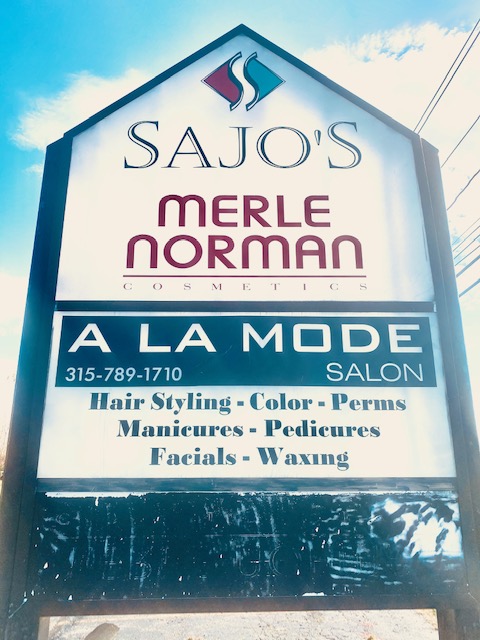 SAJO'S
MERLE
NORMAN
COSMETICS
A LA MODE
315-789-1710 SALON
Hair Styling - Color - Perms
Manicures - Pedicures
Facials - Waxing